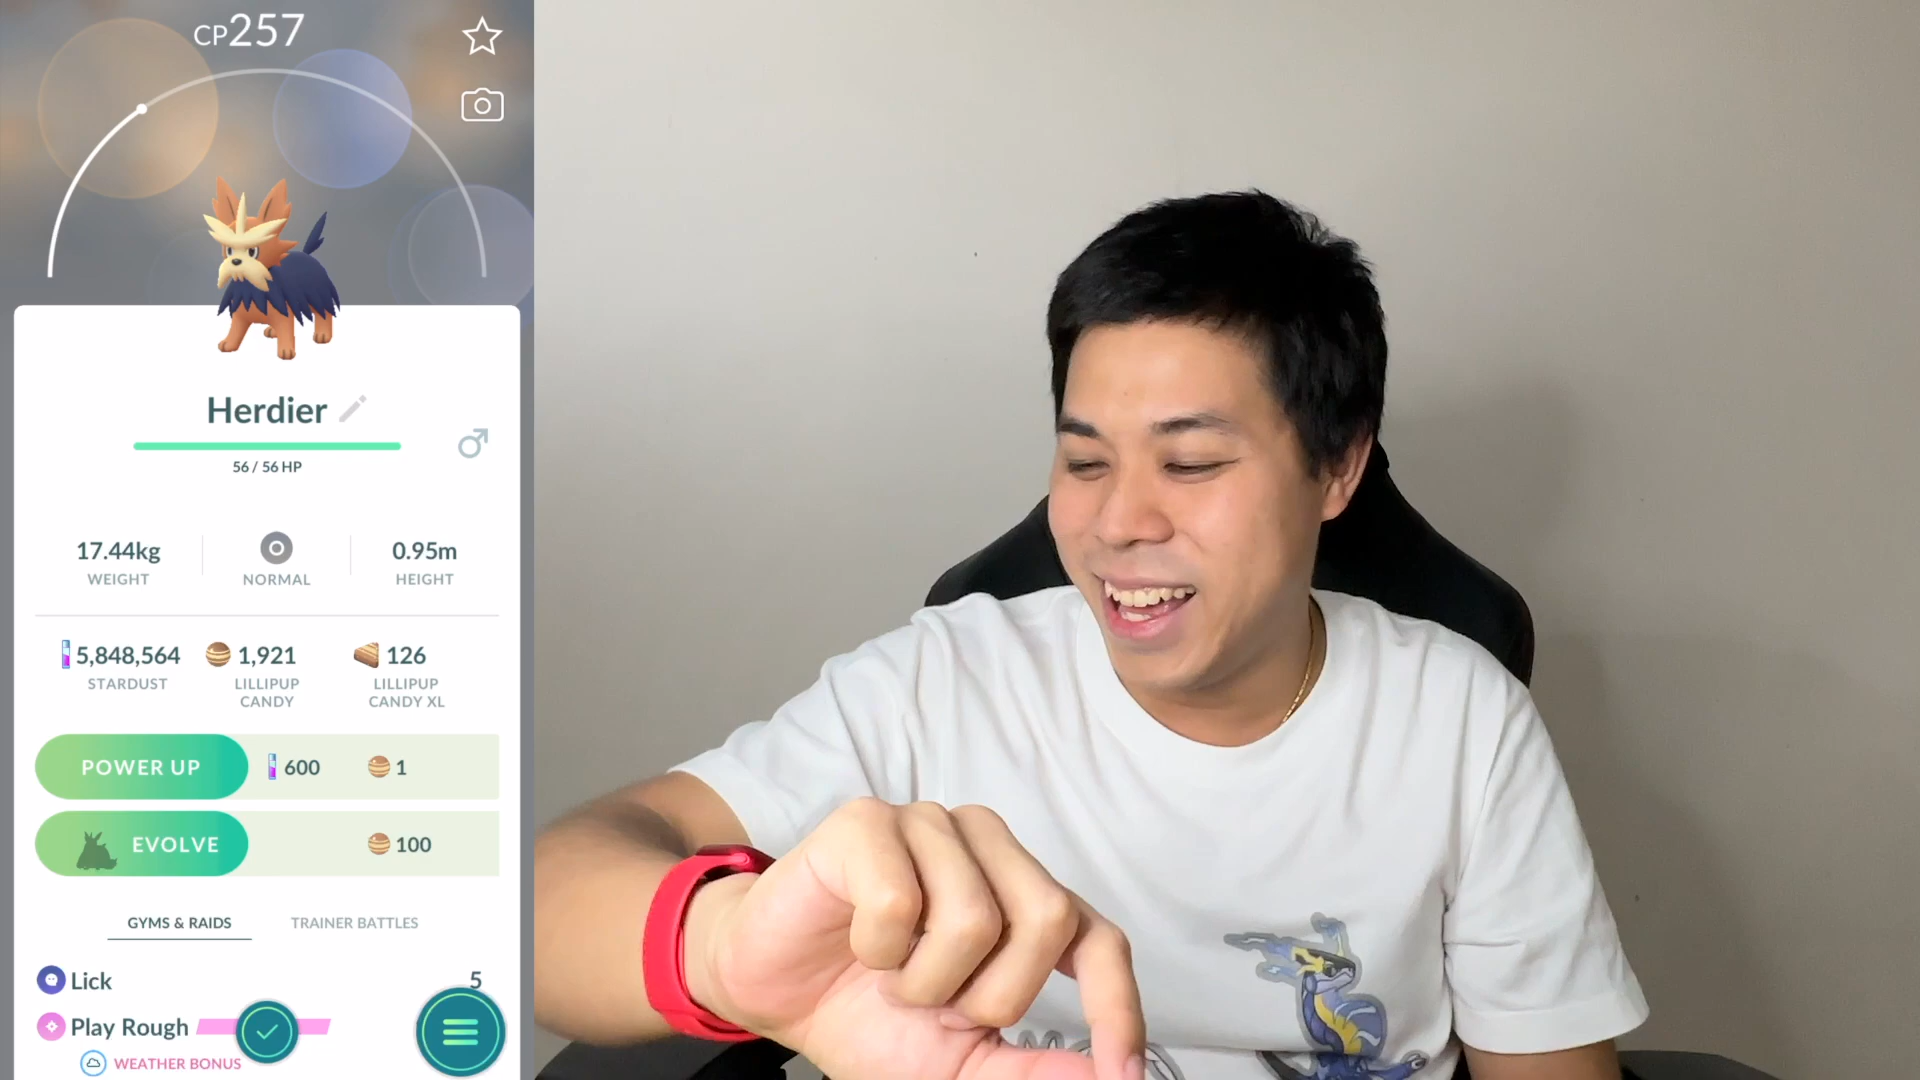 CP257
Herdier
56 / 56 HP
17.44kg
WEIGHT
NORMAL
0.95m
HEIGHT
5,848,564
STARDUST
1,921
LILLIPUP
CANDY
126
LILLIPUP
CANDY XL
POWER UP 600 1
EVOLVE 100
GYMS & RAIDS TRAINER BATTLES
Lick 5
Play Rough
WEATHER BONUS